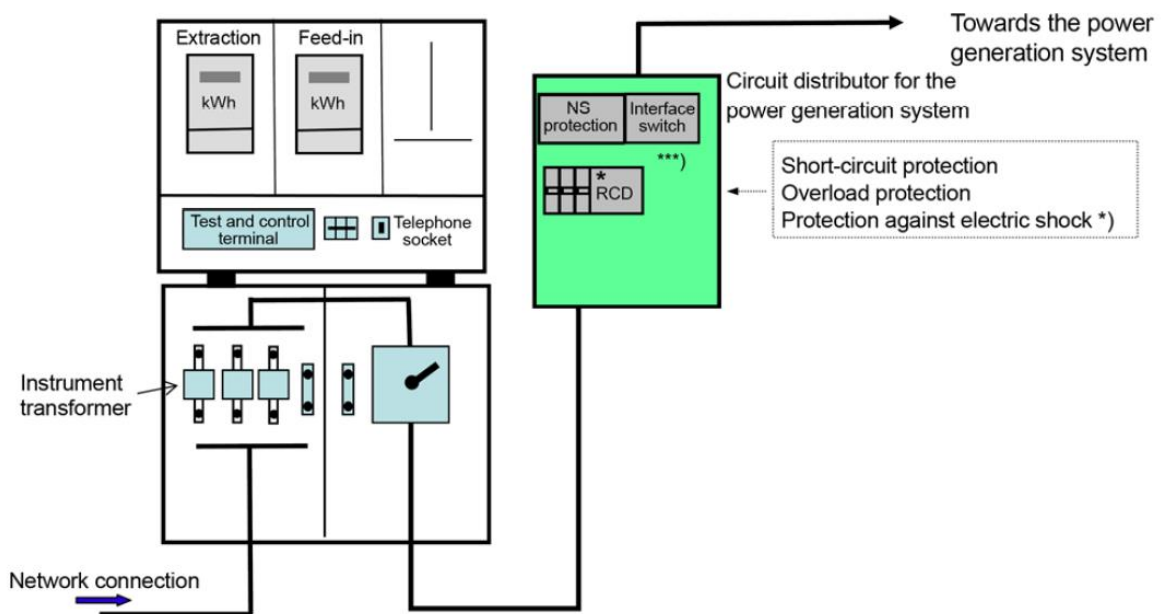 Extraction
Feed-in
kWh
kWh
Test and control
terminal
Telephone
socket
Instrument
transformer
Network connection
Towards the power
generation system
Circuit distributor for the
power generation system
NS
protection
Interface
switch
***)
*
RCD
Short-circuit protection
Overload protection
Protection against electric shock *)